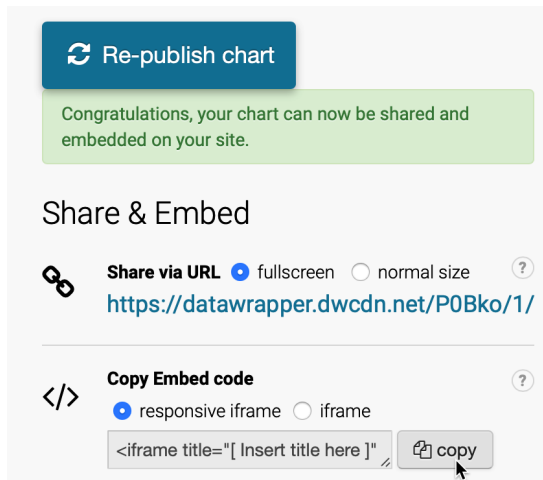 Re-publish chart
Congratulations, your chart can now be shared and
embedded on your site.
Share & Embed
Share via URL fullscreen normal size ?
https://datawrapper.dwcdn.net/P0Bko/1/
</> Copy Embed code ?
responsive iframe iframe
<iframe title="[ Insert title here ]" copy